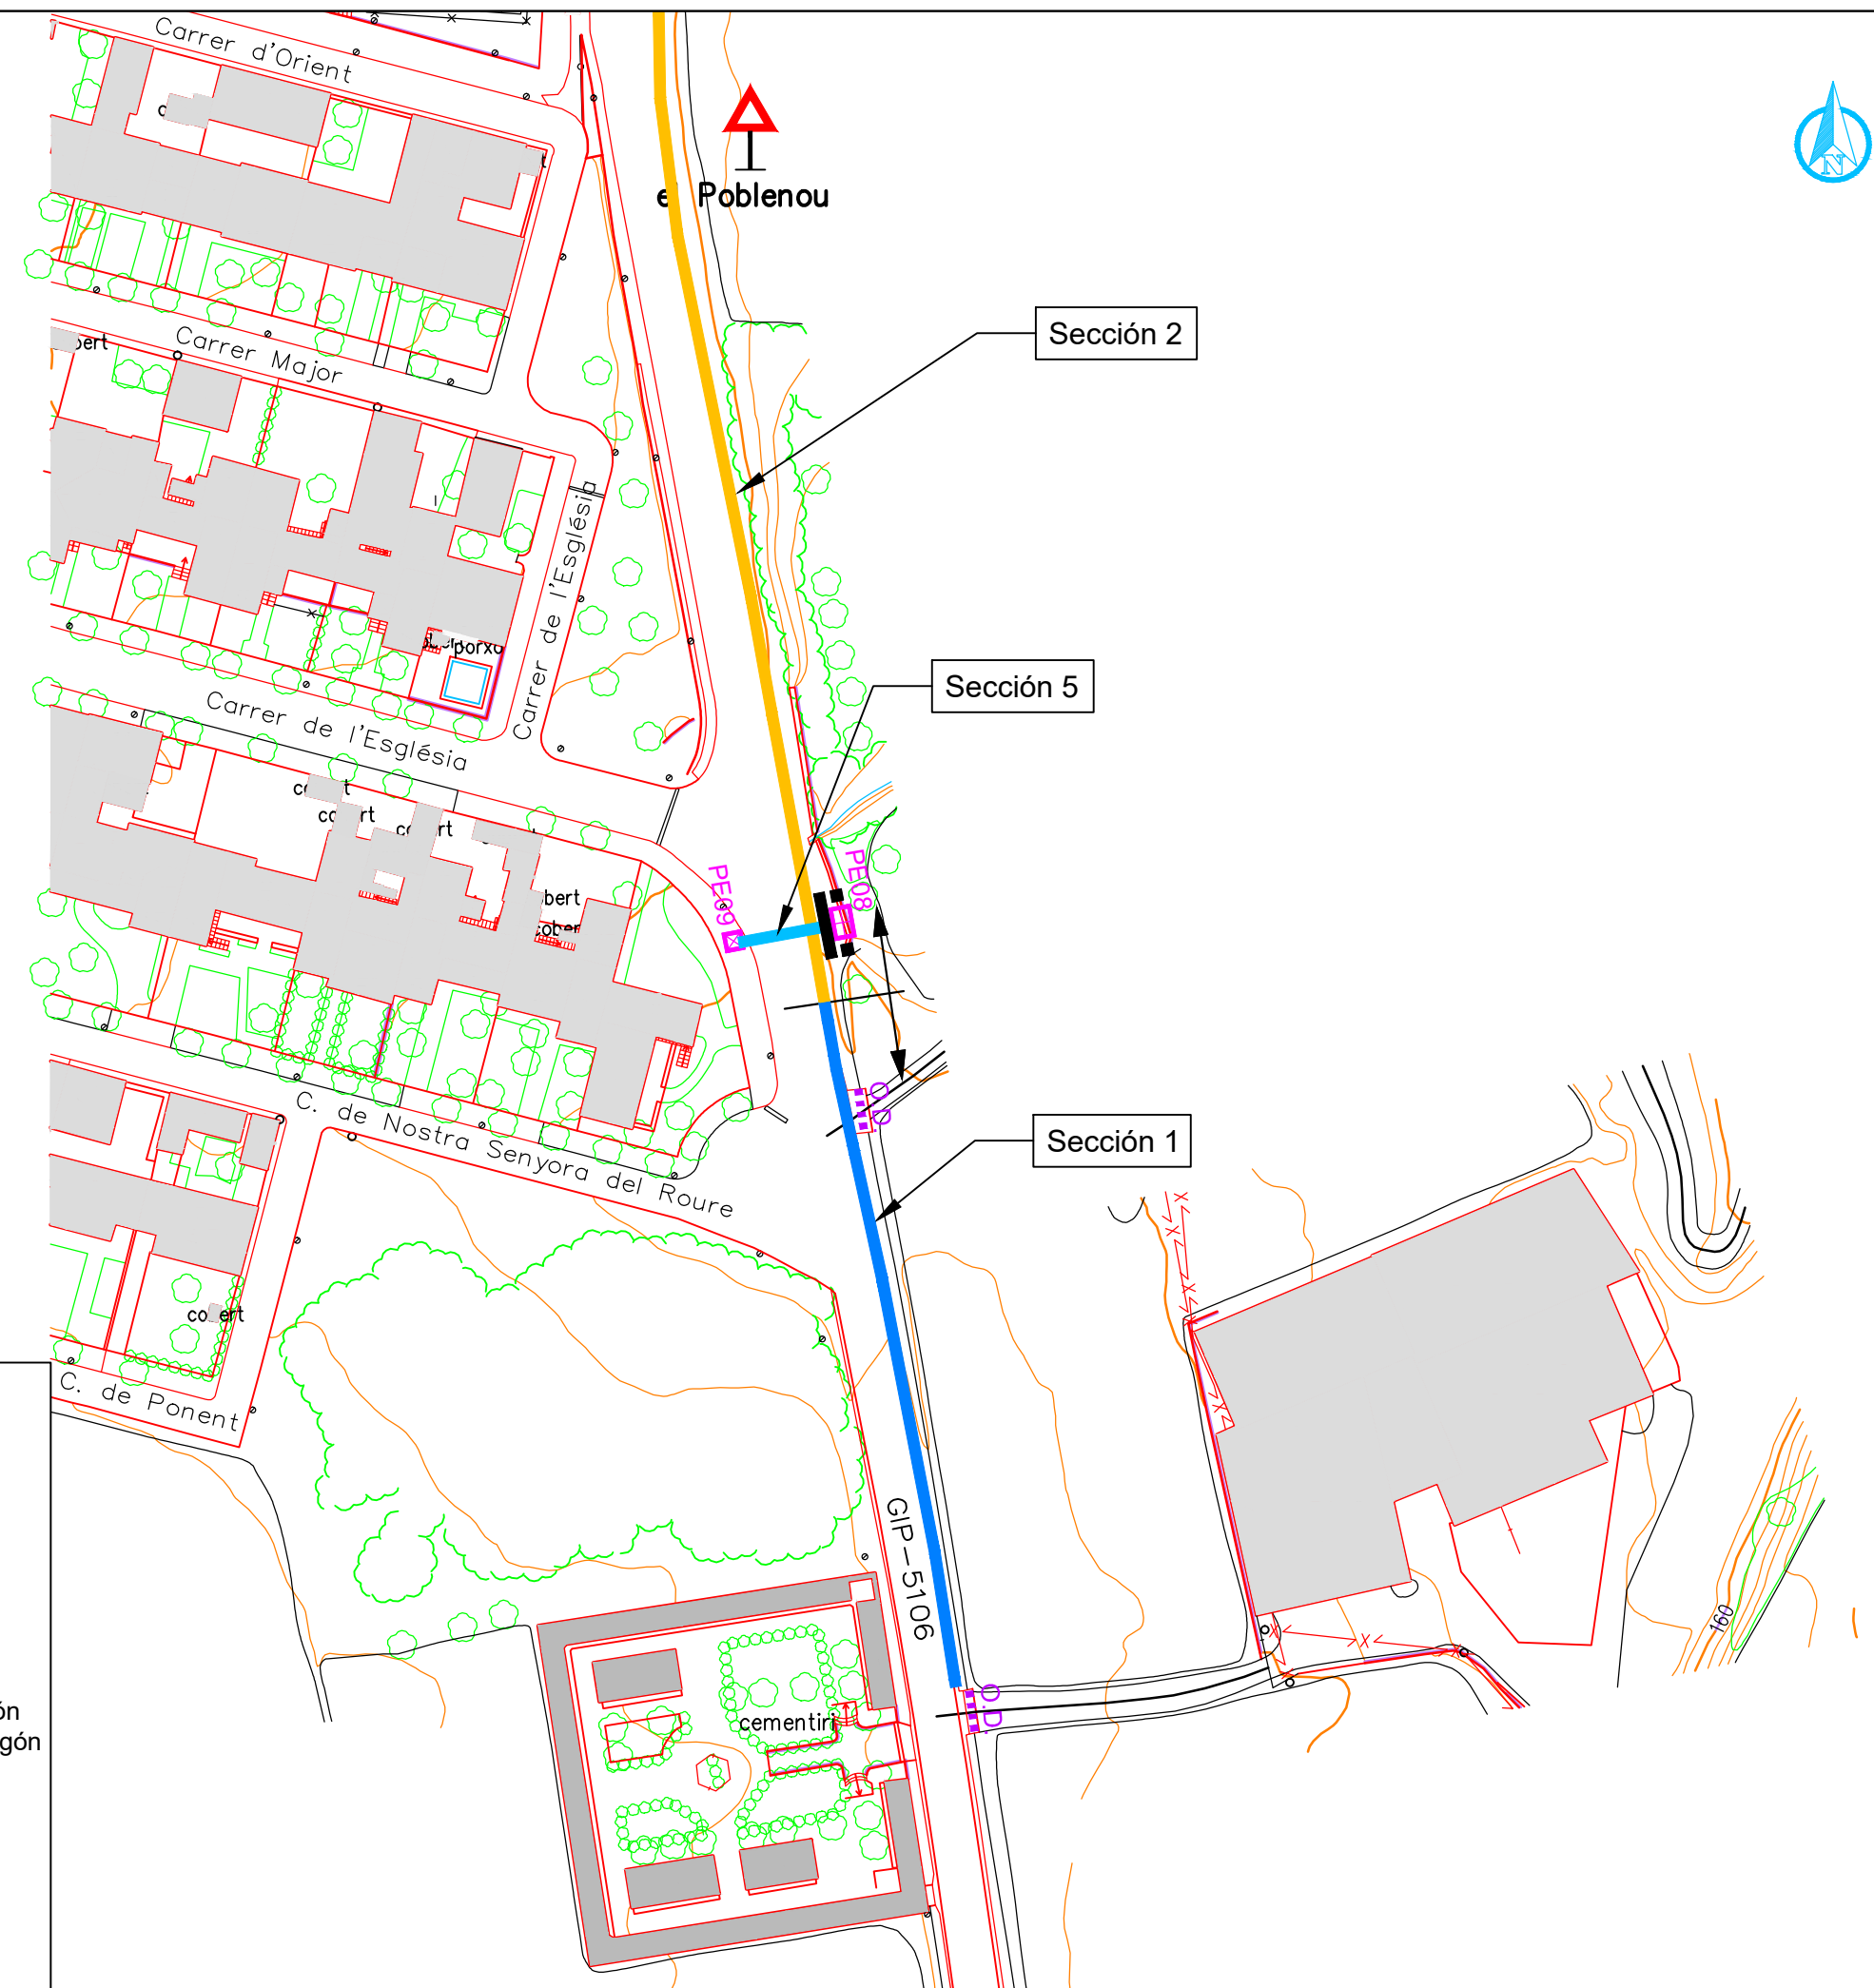 Carrer d'Orient
N
el Poblenou
Sección 2
Carrer Major
Carrer de l'Església
porxo
Sección 5
Carrer de l'Església
PE08
PE09
O.D.
Sección 1
C. de Nostra Senyora del Roure
C. de Ponent
GIP-5106
160
O.D.
cementiri